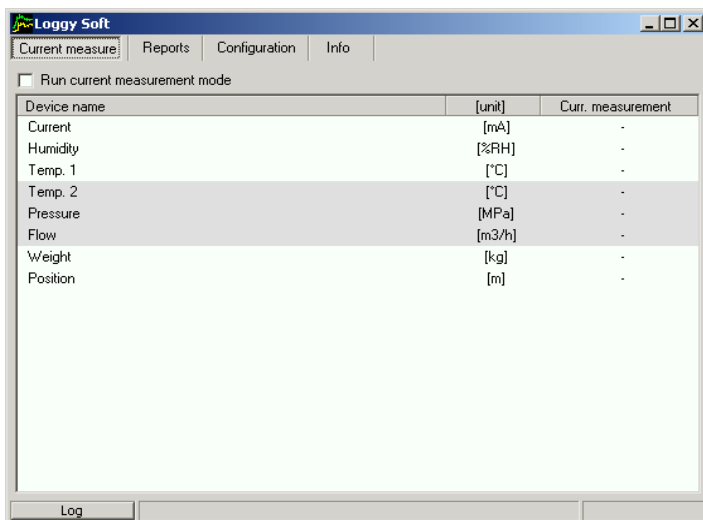 Loggy Soft
Current measure Reports Configuration Info
Run current measurement mode
Device name [unit] Curr. measurement
Current [mA] -
Humidity [%RH] -
Temp. 1 [°C] -
Temp. 2 [°C] -
Pressure [MPa] -
Flow [m3/h] -
Weight [kg] -
Position [m] -
Log